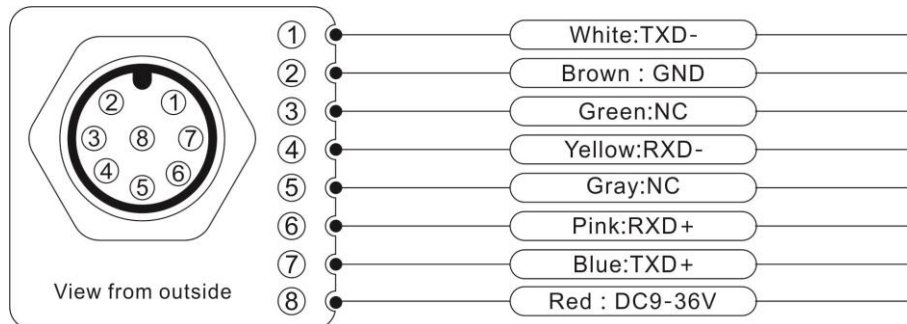 ① White:TXD-
② Brown : GND
③ Green:NC
④ Yellow:RXD-
⑤ Gray:NC
⑥ Pink:RXD+
⑦ Blue:TXD+
⑧ Red : DC9-36V
② ①
③ ⑧ ⑦
④ ⑤ ⑥
View from outside